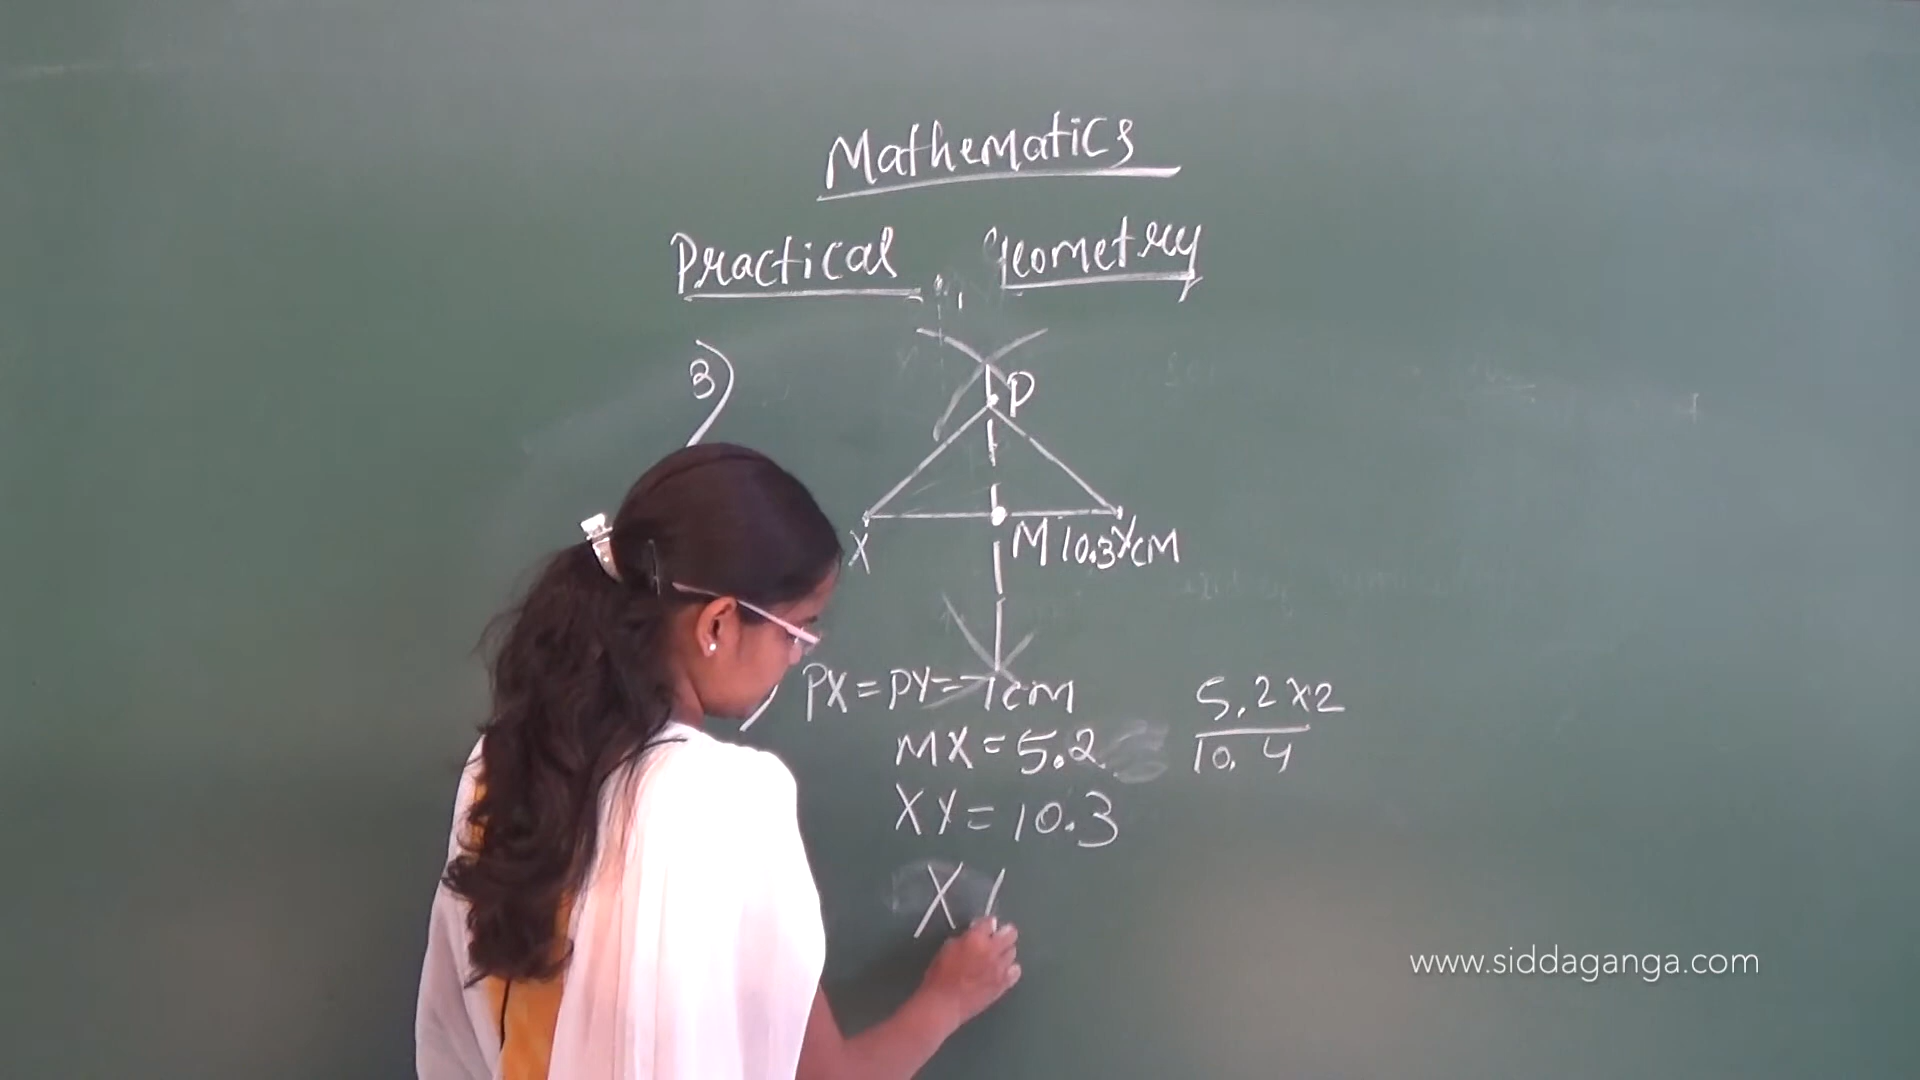 Mathematics
Practical Geometry
3)
P
X
M 10.3 Y cM
PX = PY = 7cM
5.2 x 2
MX = 5.2
10.4
XY = 10.3
X
www.siddaganga.com